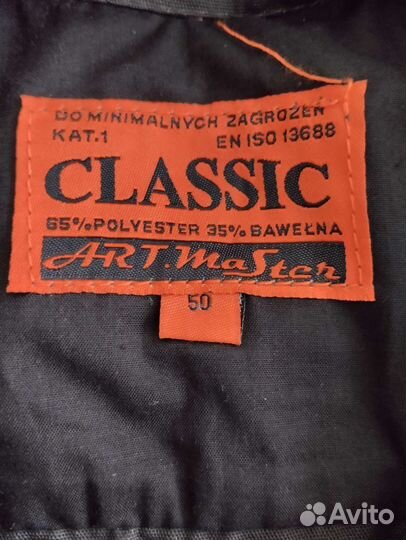 DO MINIMALNYCH ZAGROŻEŃ
KAT.1 EN ISO 13688
CLASSIC
65% POLYESTER 35% BAWEŁNA
ART.MaSter
50
Avito